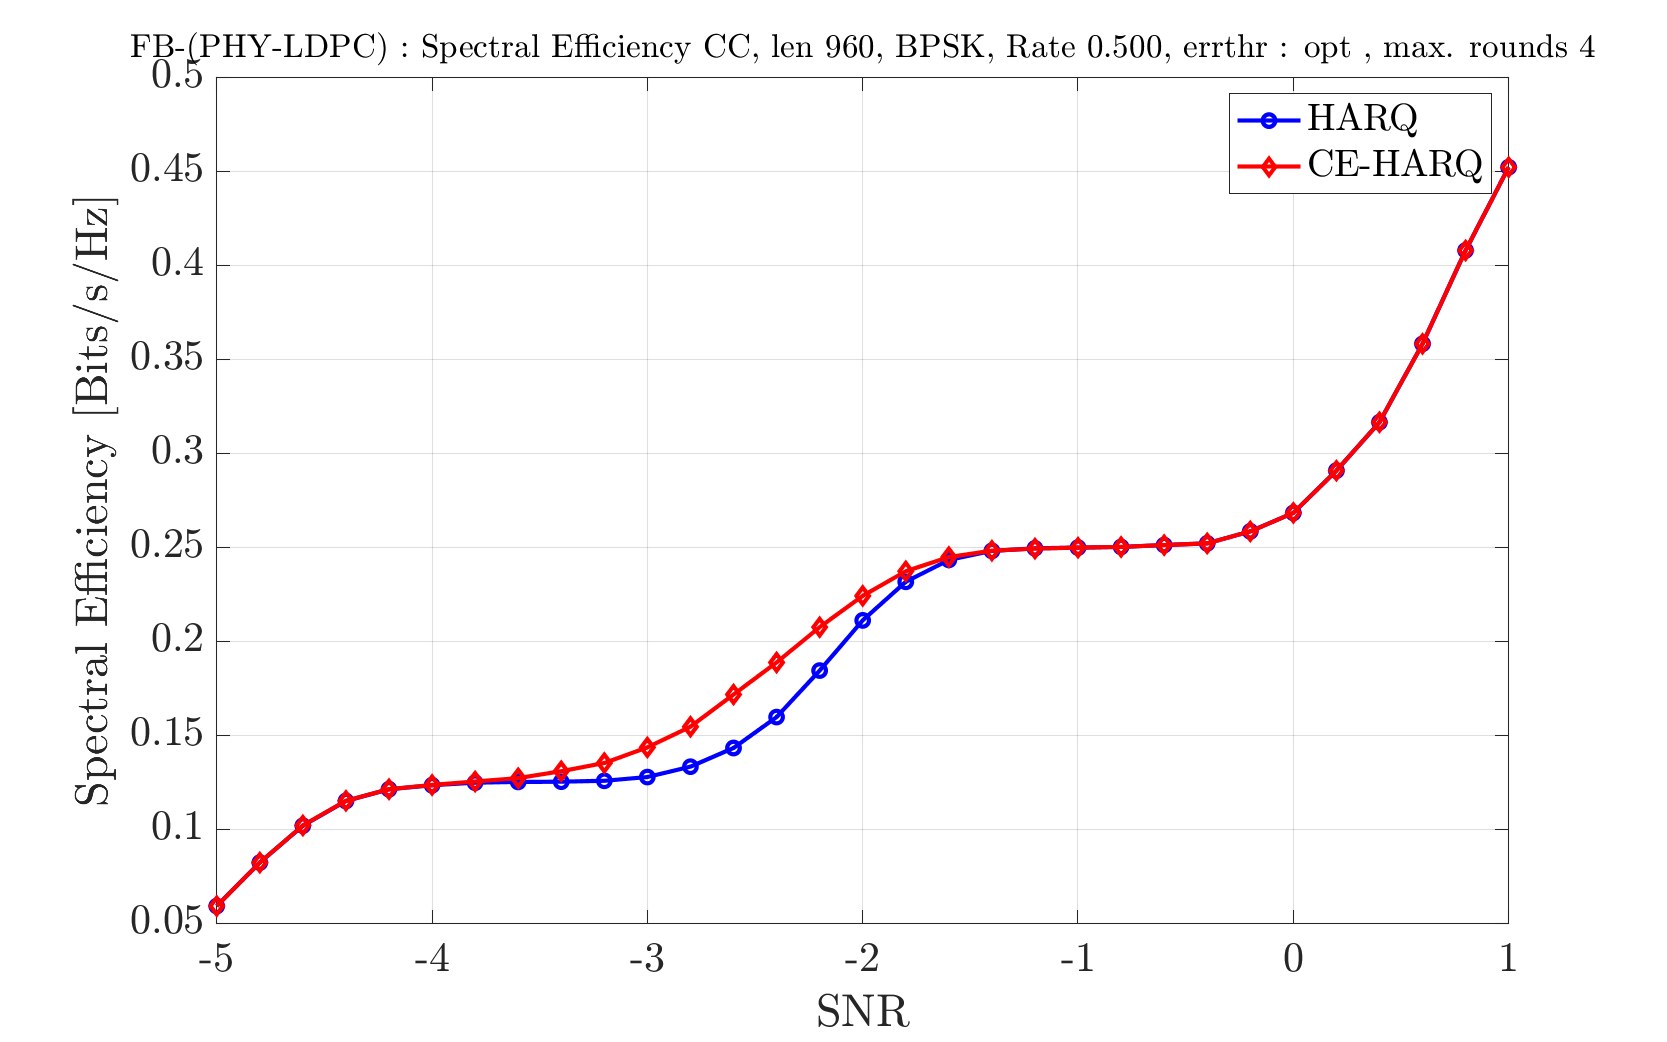 FB-(PHY-LDPC) : Spectral Efficiency CC, len 960, BPSK, Rate 0.500, errthr : opt , max. rounds 4
HARQ
CE-HARQ
Spectral Efficiency [Bits/s/Hz]
0.5
0.45
0.4
0.35
0.3
0.25
0.2
0.15
0.1
0.05
-5 -4 -3 -2 -1 0 1
SNR